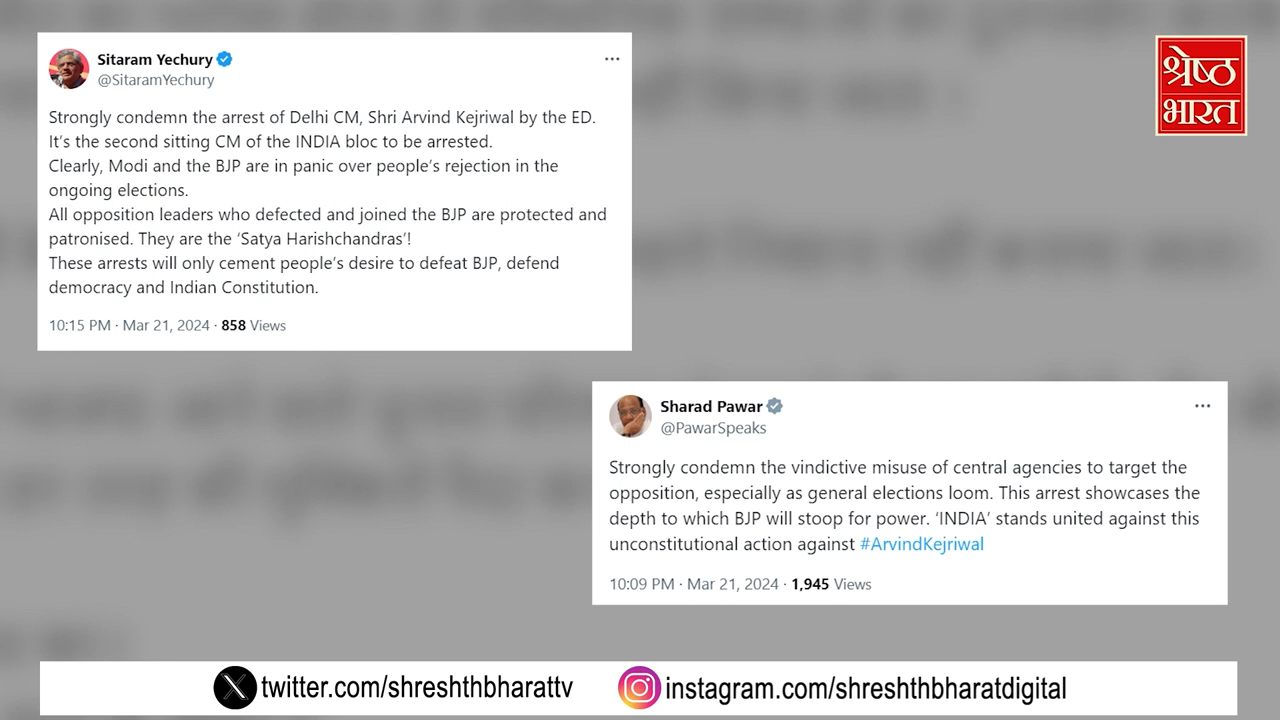 Sitaram Yechury
@SitaramYechury
Strongly condemn the arrest of Delhi CM, Shri Arvind Kejriwal by the ED.
It’s the second sitting CM of the INDIA bloc to be arrested.
Clearly, Modi and the BJP are in panic over people’s rejection in the
ongoing elections.
All opposition leaders who defected and joined the BJP are protected and
patronised. They are the ‘Satya Harishchandras’!
These arrests will only cement people’s desire to defeat BJP, defend
democracy and Indian Constitution.
10:15 PM · Mar 21, 2024 · 858 Views
श्रेष्ठ
भारत
Sharad Pawar
@PawarSpeaks
Strongly condemn the vindictive misuse of central agencies to target the
opposition, especially as general elections loom. This arrest showcases the
depth to which BJP will stoop for power. ‘INDIA’ stands united against this
unconstitutional action against #ArvindKejriwal
10:09 PM · Mar 21, 2024 · 1,945 Views
twitter.com/shreshthbharattv
instagram.com/shreshthbharatdigital